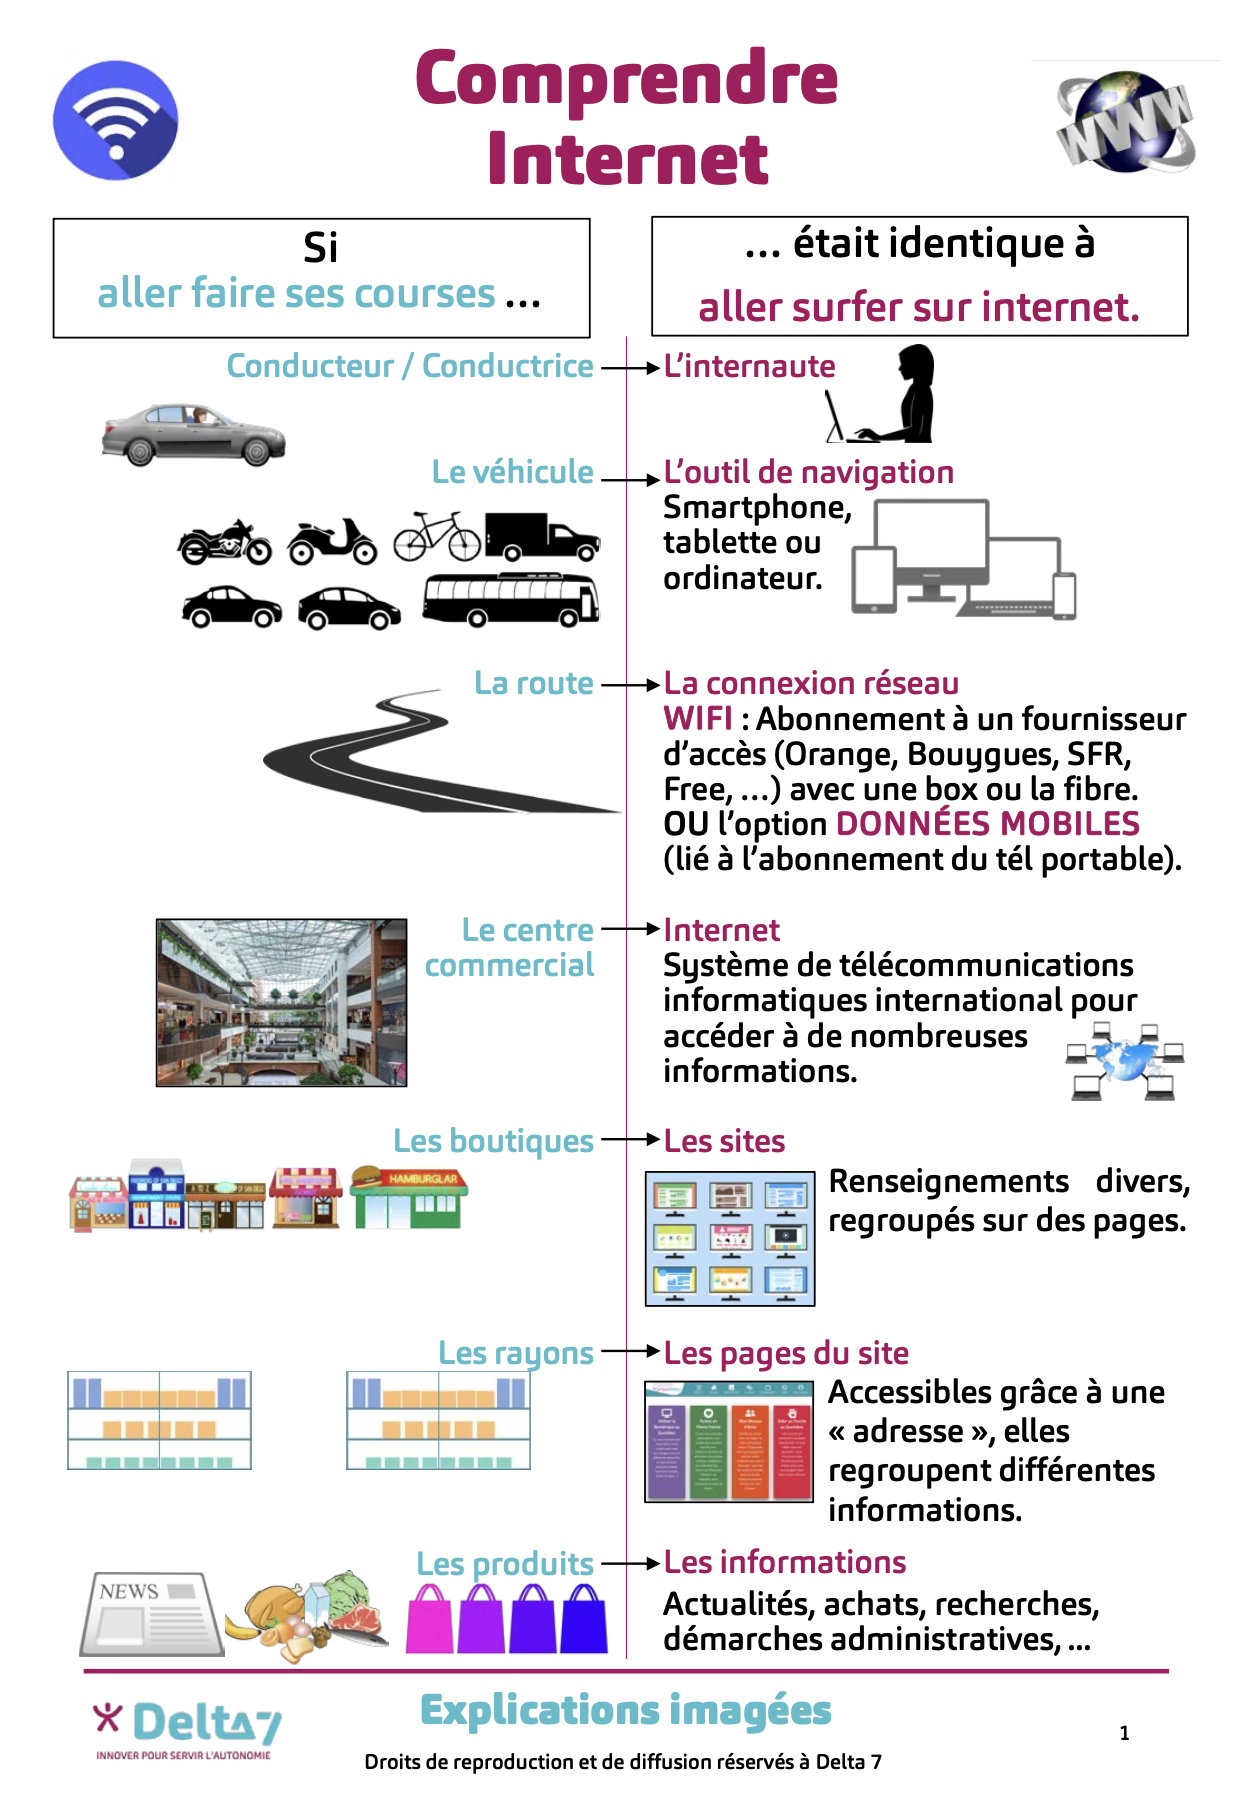 Comprendre
Internet
WWW
Si
aller faire ses courses ...
... était identique à
aller surfer sur internet.
Conducteur / Conductrice
L’internaute
Le véhicule
L’outil de navigation
Smartphone,
tablette ou
ordinateur.
La route
La connexion réseau
WIFI : Abonnement à un fournisseur
d’accès (Orange, Bouygues, SFR,
Free, ...) avec une box ou la fibre.
OU l’option DONNÉES MOBILES
(lié à l’abonnement du tél portable).
Le centre
commercial
Internet
Système de télécommunications
informatiques international pour
accéder à de nombreuses
informations.
Les boutiques
HAMBURGLAR
Les sites
Renseignements divers,
regroupés sur des pages.
Les rayons
Les pages du site
Accessibles grâce à une
« adresse », elles
regroupent différentes
informations.
Les produits
NEWS
Les informations
Actualités, achats, recherches,
démarches administratives, ...
Delta 7
INNOVER POUR SERVIR L'AUTONOMIE
Explications imagées
Droits de reproduction et de diffusion réservés à Delta 7
1